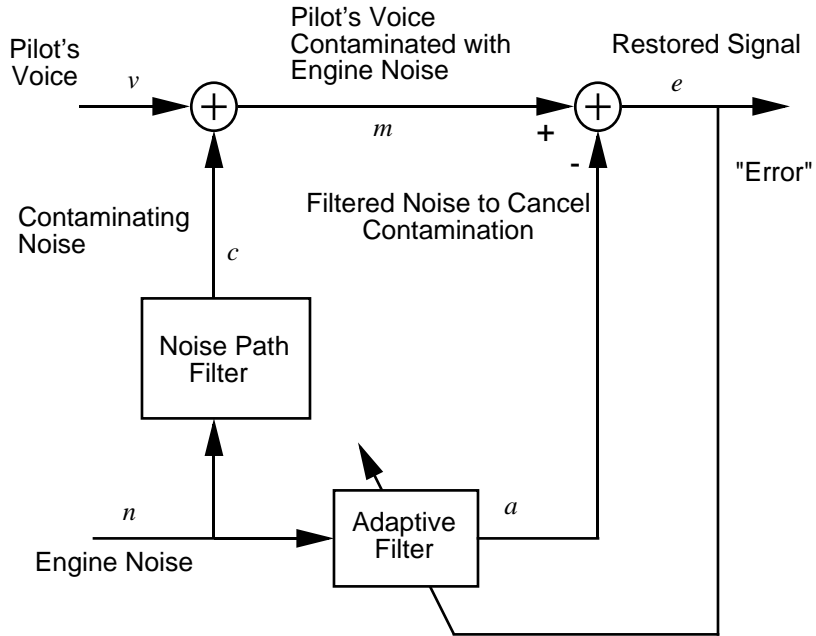 Pilot's
Voice
v
Pilot's Voice
Contaminated with
Engine Noise
m
Restored Signal
e
+
-
"Error"
Contaminating
Noise
c
Filtered Noise to Cancel
Contamination
Noise Path
Filter
n
Engine Noise
Adaptive
Filter
a